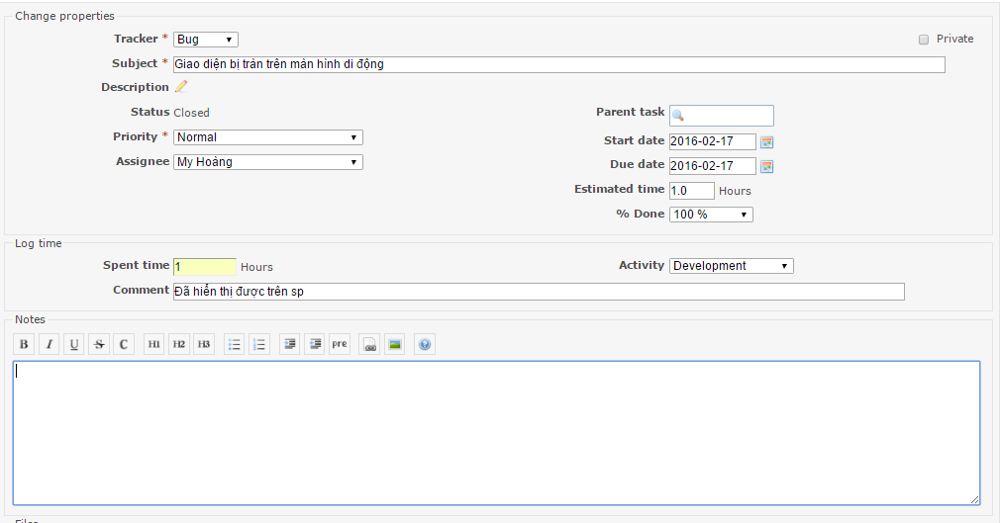 Change properties
Tracker * Bug Private
Subject * Giao diện bị tràn trên màn hình di động
Description
Status Closed Parent task
Priority * Normal Start date 2016-02-17
Assignee My Hoàng Due date 2016-02-17
Estimated time 1.0 Hours
% Done 100 %
Log time
Spent time 1 Hours Activity Development
Comment Đã hiển thị được trên sp
Notes
B I U S C H1 H2 H3 pre
Files